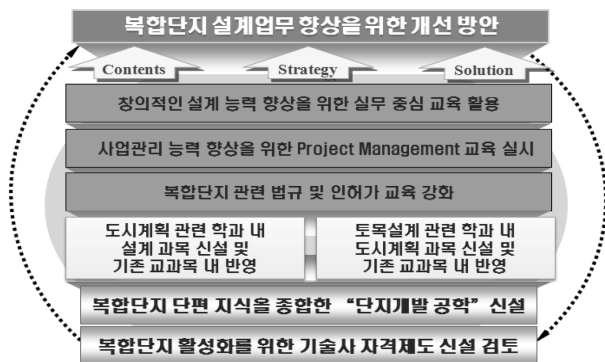 복합단지 설계업무 향상을 위한 개선 방안
Contents Strategy Solution
창의적인 설계 능력 향상을 위한 실무 중심 교육 활용
사업관리 능력 향상을 위한 Project Management 교육 실시
복합단지 관련 법규 및 인허가 교육 강화
도시계획 관련 학과 내
설계 과목 신설 및
기존 교과목 내 반영
토목설계 관련 학과 내
도시계획 과목 신설 및
기존 교과목 내 반영
복합단지 단편 지식을 종합한 “단지개발 공학” 신설
복합단지 활성화를 위한 기술사 자격제도 신설 검토